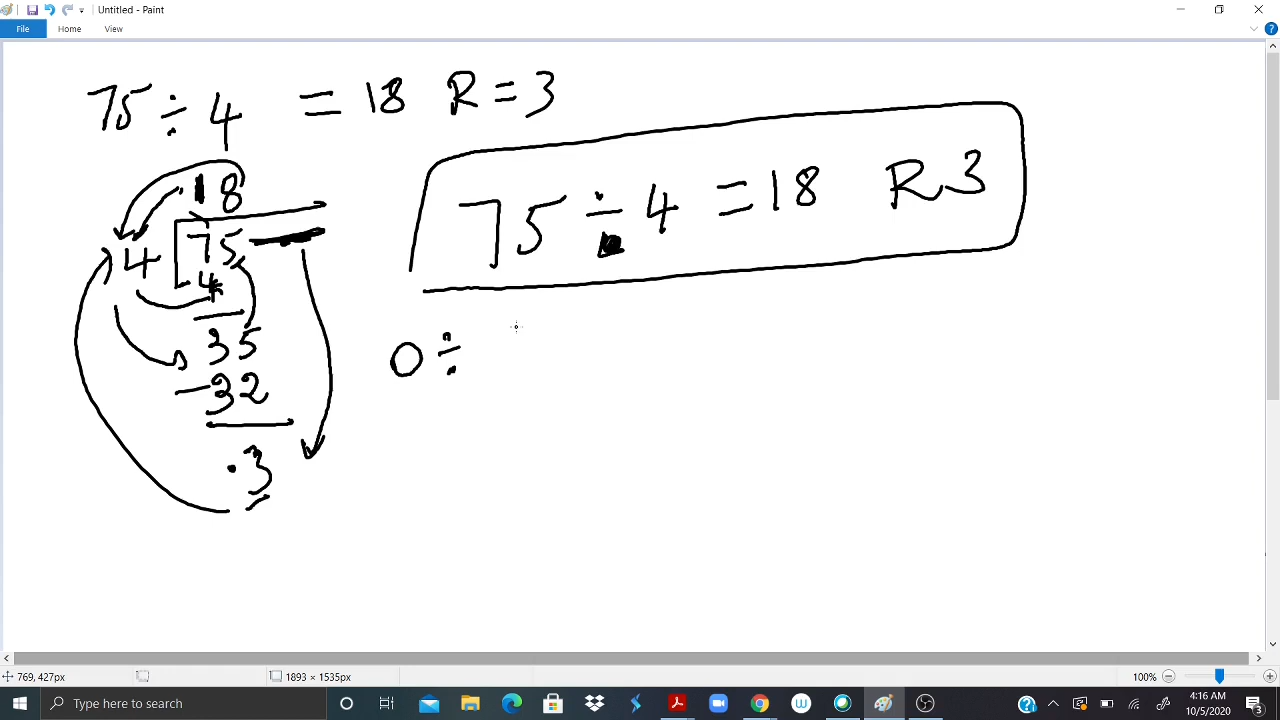 Untitled - Paint
File Home View
75 ÷ 4 = 18 R = 3
18
4 75
4
35
-32
.3
75 ÷ 4 = 18 R3
0 ÷
769, 427px
1893 × 1535px
100%
Type here to search
4:16 AM
10/5/2020
3